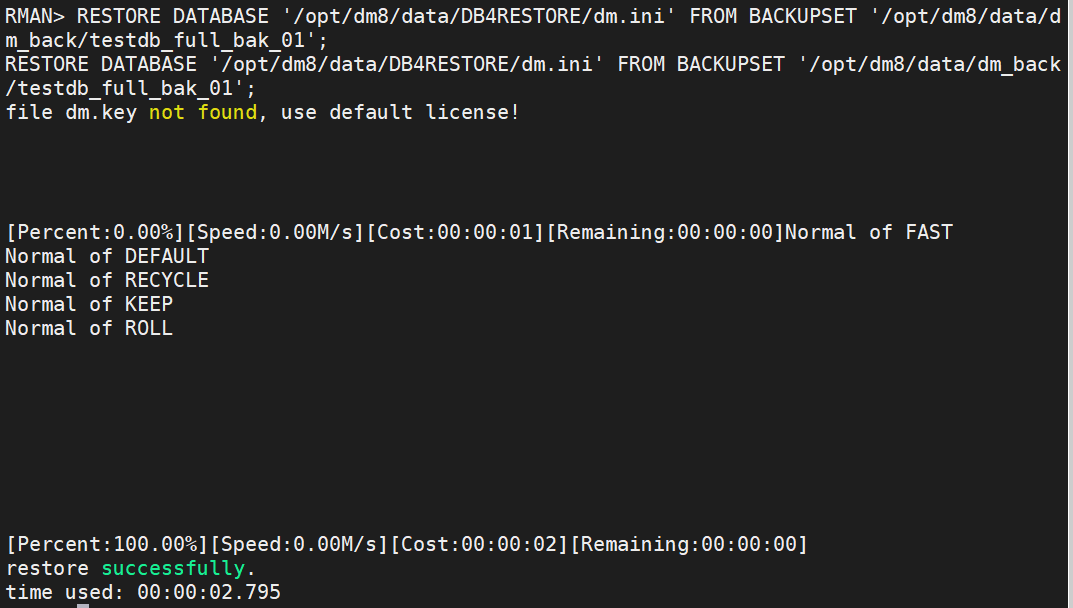 RMAN> RESTORE DATABASE '/opt/dm8/data/DB4RESTORE/dm.ini' FROM BACKUPSET '/opt/dm8/data/d
m_back/testdb_full_bak_01';
RESTORE DATABASE '/opt/dm8/data/DB4RESTORE/dm.ini' FROM BACKUPSET '/opt/dm8/data/dm_back
/testdb_full_bak_01';
file dm.key not found, use default license!
[Percent:0.00%][Speed:0.00M/s][Cost:00:00:01][Remaining:00:00:00]Normal of FAST
Normal of DEFAULT
Normal of RECYCLE
Normal of KEEP
Normal of ROLL
[Percent:100.00%][Speed:0.00M/s][Cost:00:00:02][Remaining:00:00:00]
restore successfully.
time used: 00:00:02.795